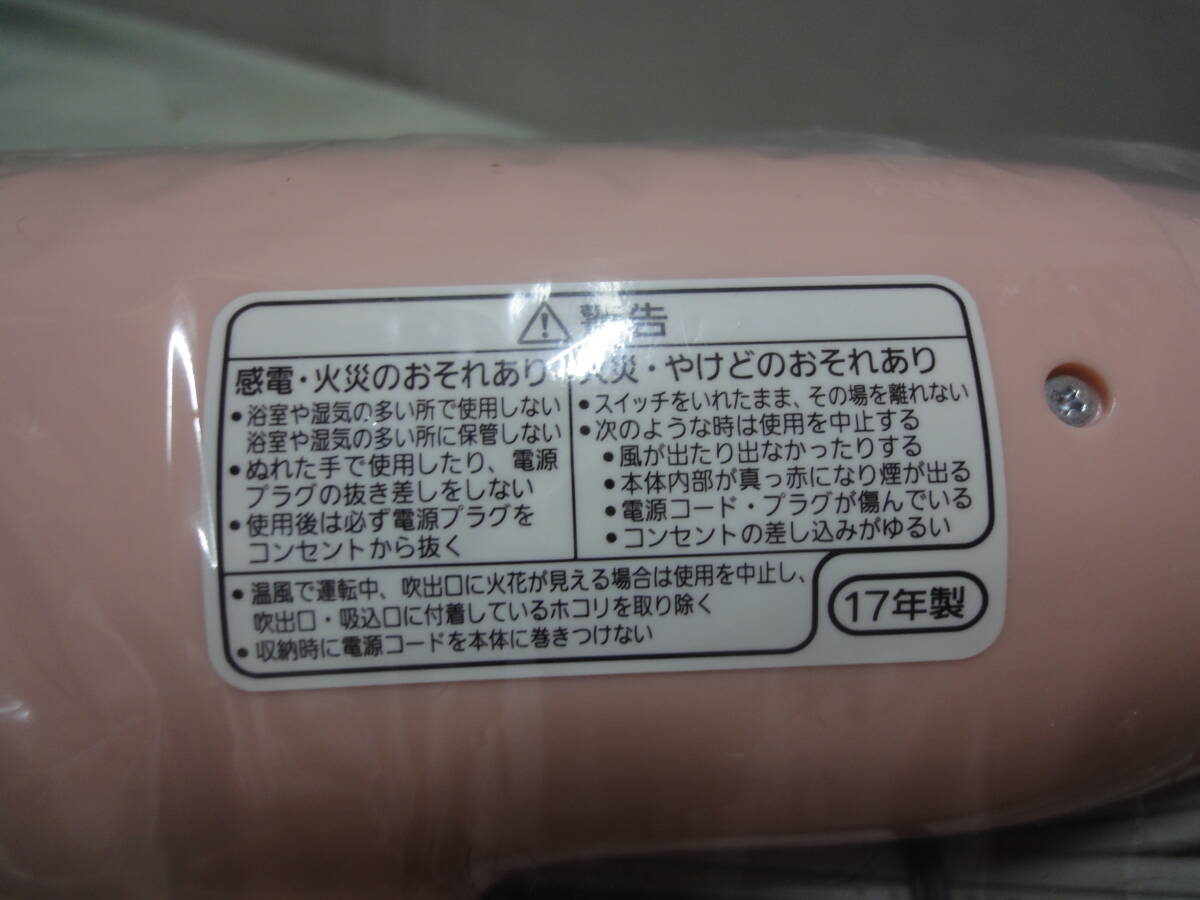 警告
感電・火災のおそれあり
•浴室や湿気の多い所で使用しない
浴室や湿気の多い所に保管しない
•ぬれた手で使用したり、電源
プラグの抜き差しをしない
•使用後は必ず電源プラグを
コンセントから抜く
火災・やけどのおそれあり
•スイッチをいれたまま、その場を離れない
•次のような時は使用を中止する
•風が出たり出なかったりする
•本体内部が真っ赤になり煙が出る
•電源コード・プラグが傷んでいる
•コンセントの差し込みがゆるい
•温風で運転中、吹出口に火花が見える場合は使用を中止し、
吹出口・吸込口に付着しているホコリを取り除く
•収納時に電源コードを本体に巻きつけない
17年製